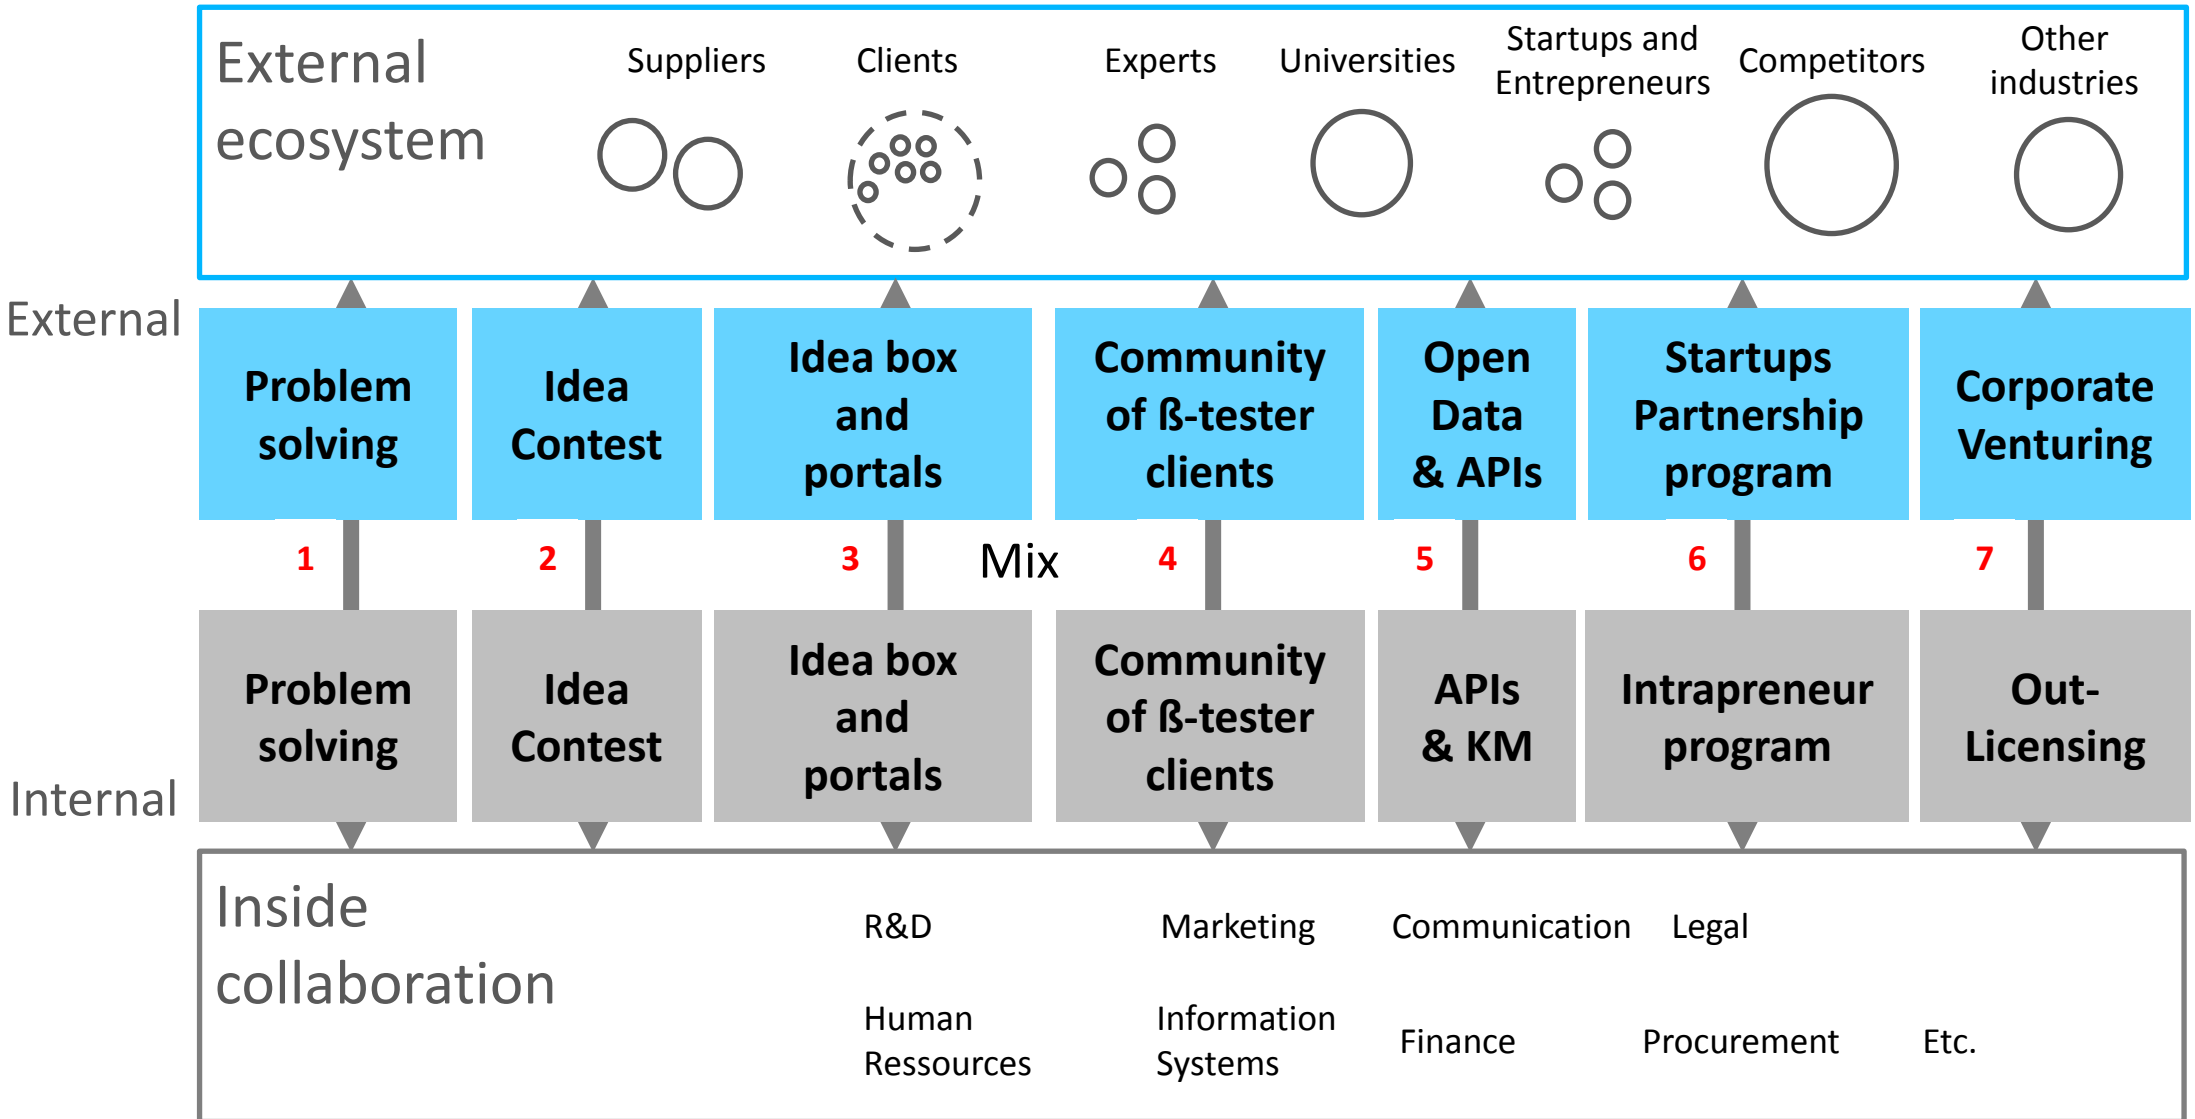 External
ecosystem
Suppliers
Clients
Experts
Universities
Startups and
Entrepreneurs
Competitors
Other
industries
External
Problem
solving
Idea
Contest
Idea box
and
portals
Community
of ß-tester
clients
Open
Data
& APIs
Startups
Partnership
program
Corporate
Venturing
1
2
3
Mix
4
5
6
7
Internal
Problem
solving
Idea
Contest
Idea box
and
portals
Community
of ß-tester
clients
APIs
& KM
Intrapreneur
program
Out-
Licensing
Inside
collaboration
R&D
Marketing
Communication
Legal
Human
Ressources
Information
Systems
Finance
Procurement
Etc.